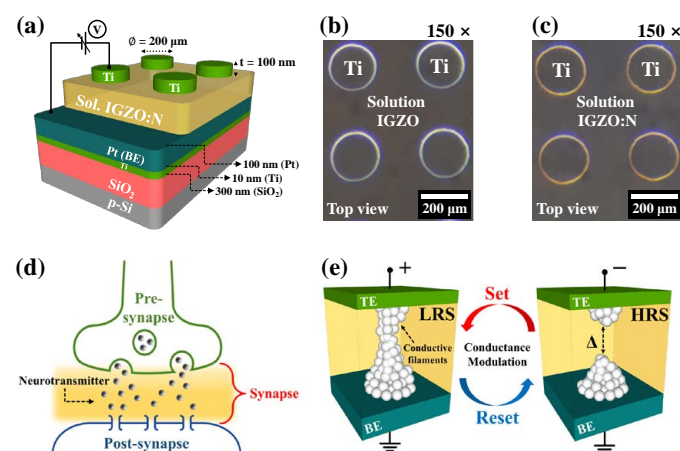 (a)
V
Ø = 200 μm
t = 100 nm
Ti
Ti
Sol. IGZO:N
Pt (BE)
Ti
SiO₂
p-Si
100 nm (Pt)
10 nm (Ti)
300 nm (SiO₂)
(b)
150 ×
Ti
Ti
Solution
IGZO
Top view
200 μm
(c)
150 ×
Ti
Ti
Solution
IGZO:N
Top view
200 μm
(d)
Pre-
synapse
Neurotransmitter
Synapse
Post-synapse
(e)
+
TE
LRS
Conductive
filaments
BE
Set
Conductance
Modulation
Reset
−
TE
HRS
Δ
BE